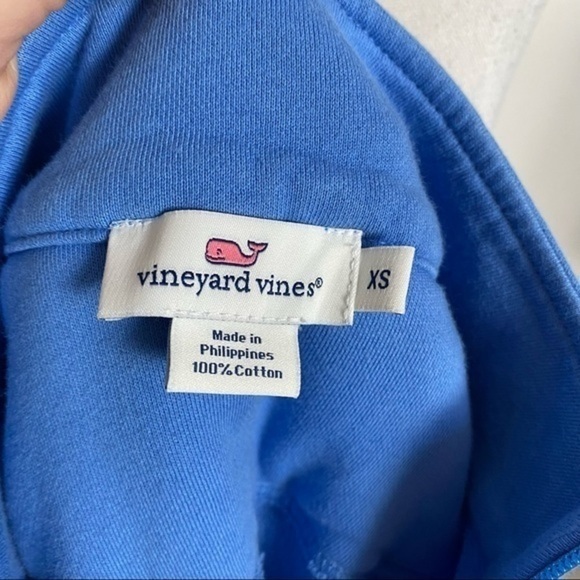 vineyard vines®
XS
Made in
Philippines
100% Cotton